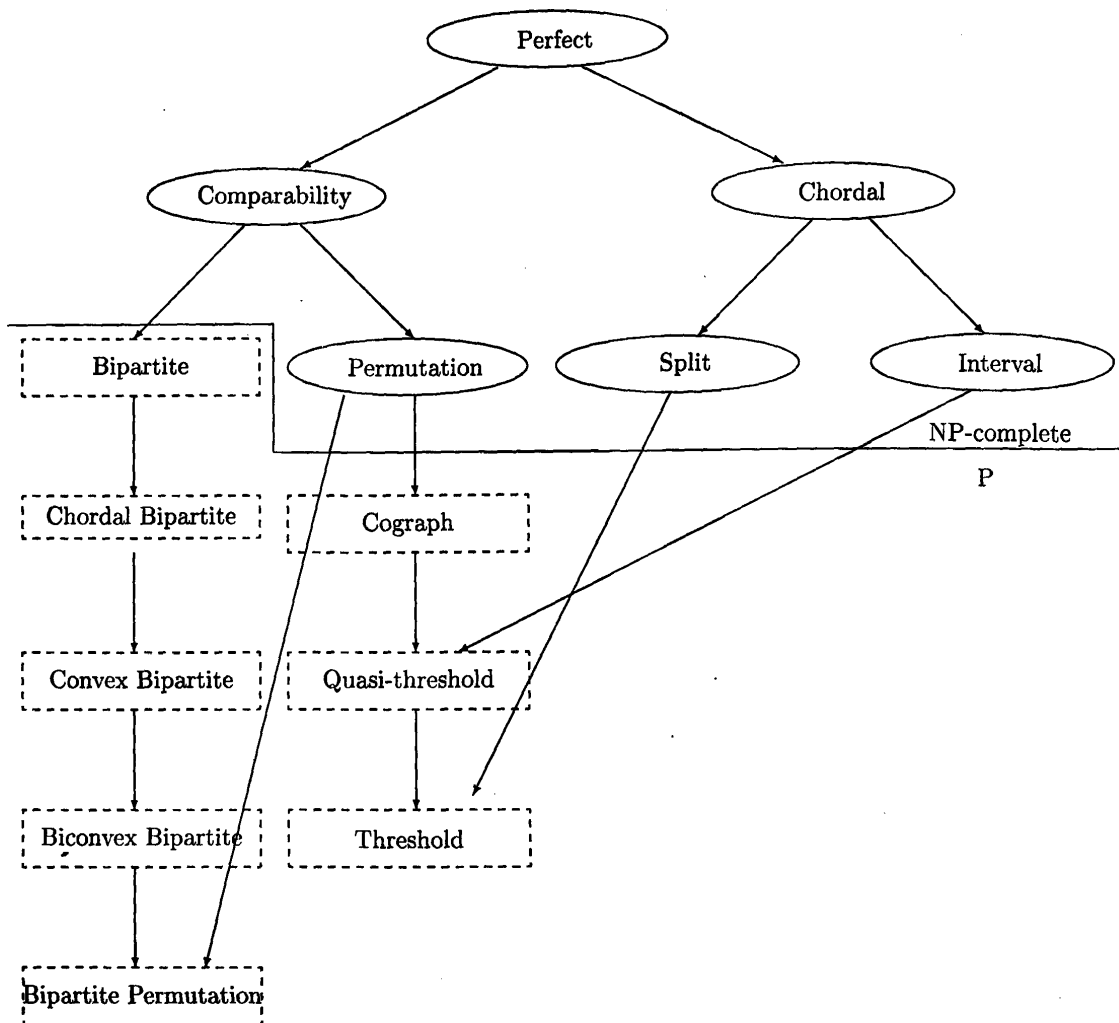 Perfect
Comparability
Chordal
Bipartite
Permutation
Split
Interval
NP-complete
P
Chordal Bipartite
Cograph
Convex Bipartite
Quasi-threshold
Biconvex Bipartite
Threshold
Bipartite Permutation